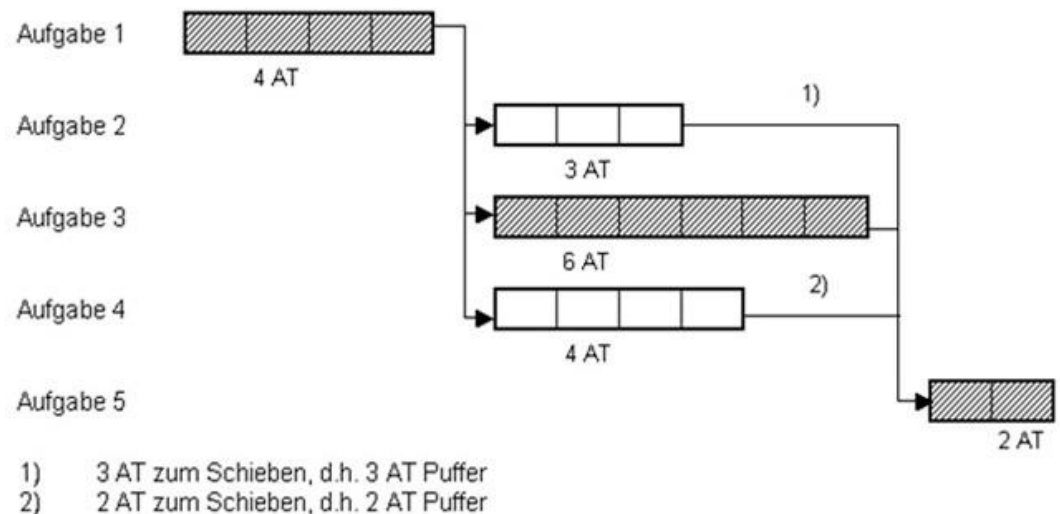 Aufgabe 1
4 AT
1)
Aufgabe 2
3 AT
Aufgabe 3
6 AT
2)
Aufgabe 4
4 AT
Aufgabe 5
2 AT
1) 3 AT zum Schieben, d.h. 3 AT Puffer
2) 2 AT zum Schieben, d.h. 2 AT Puffer